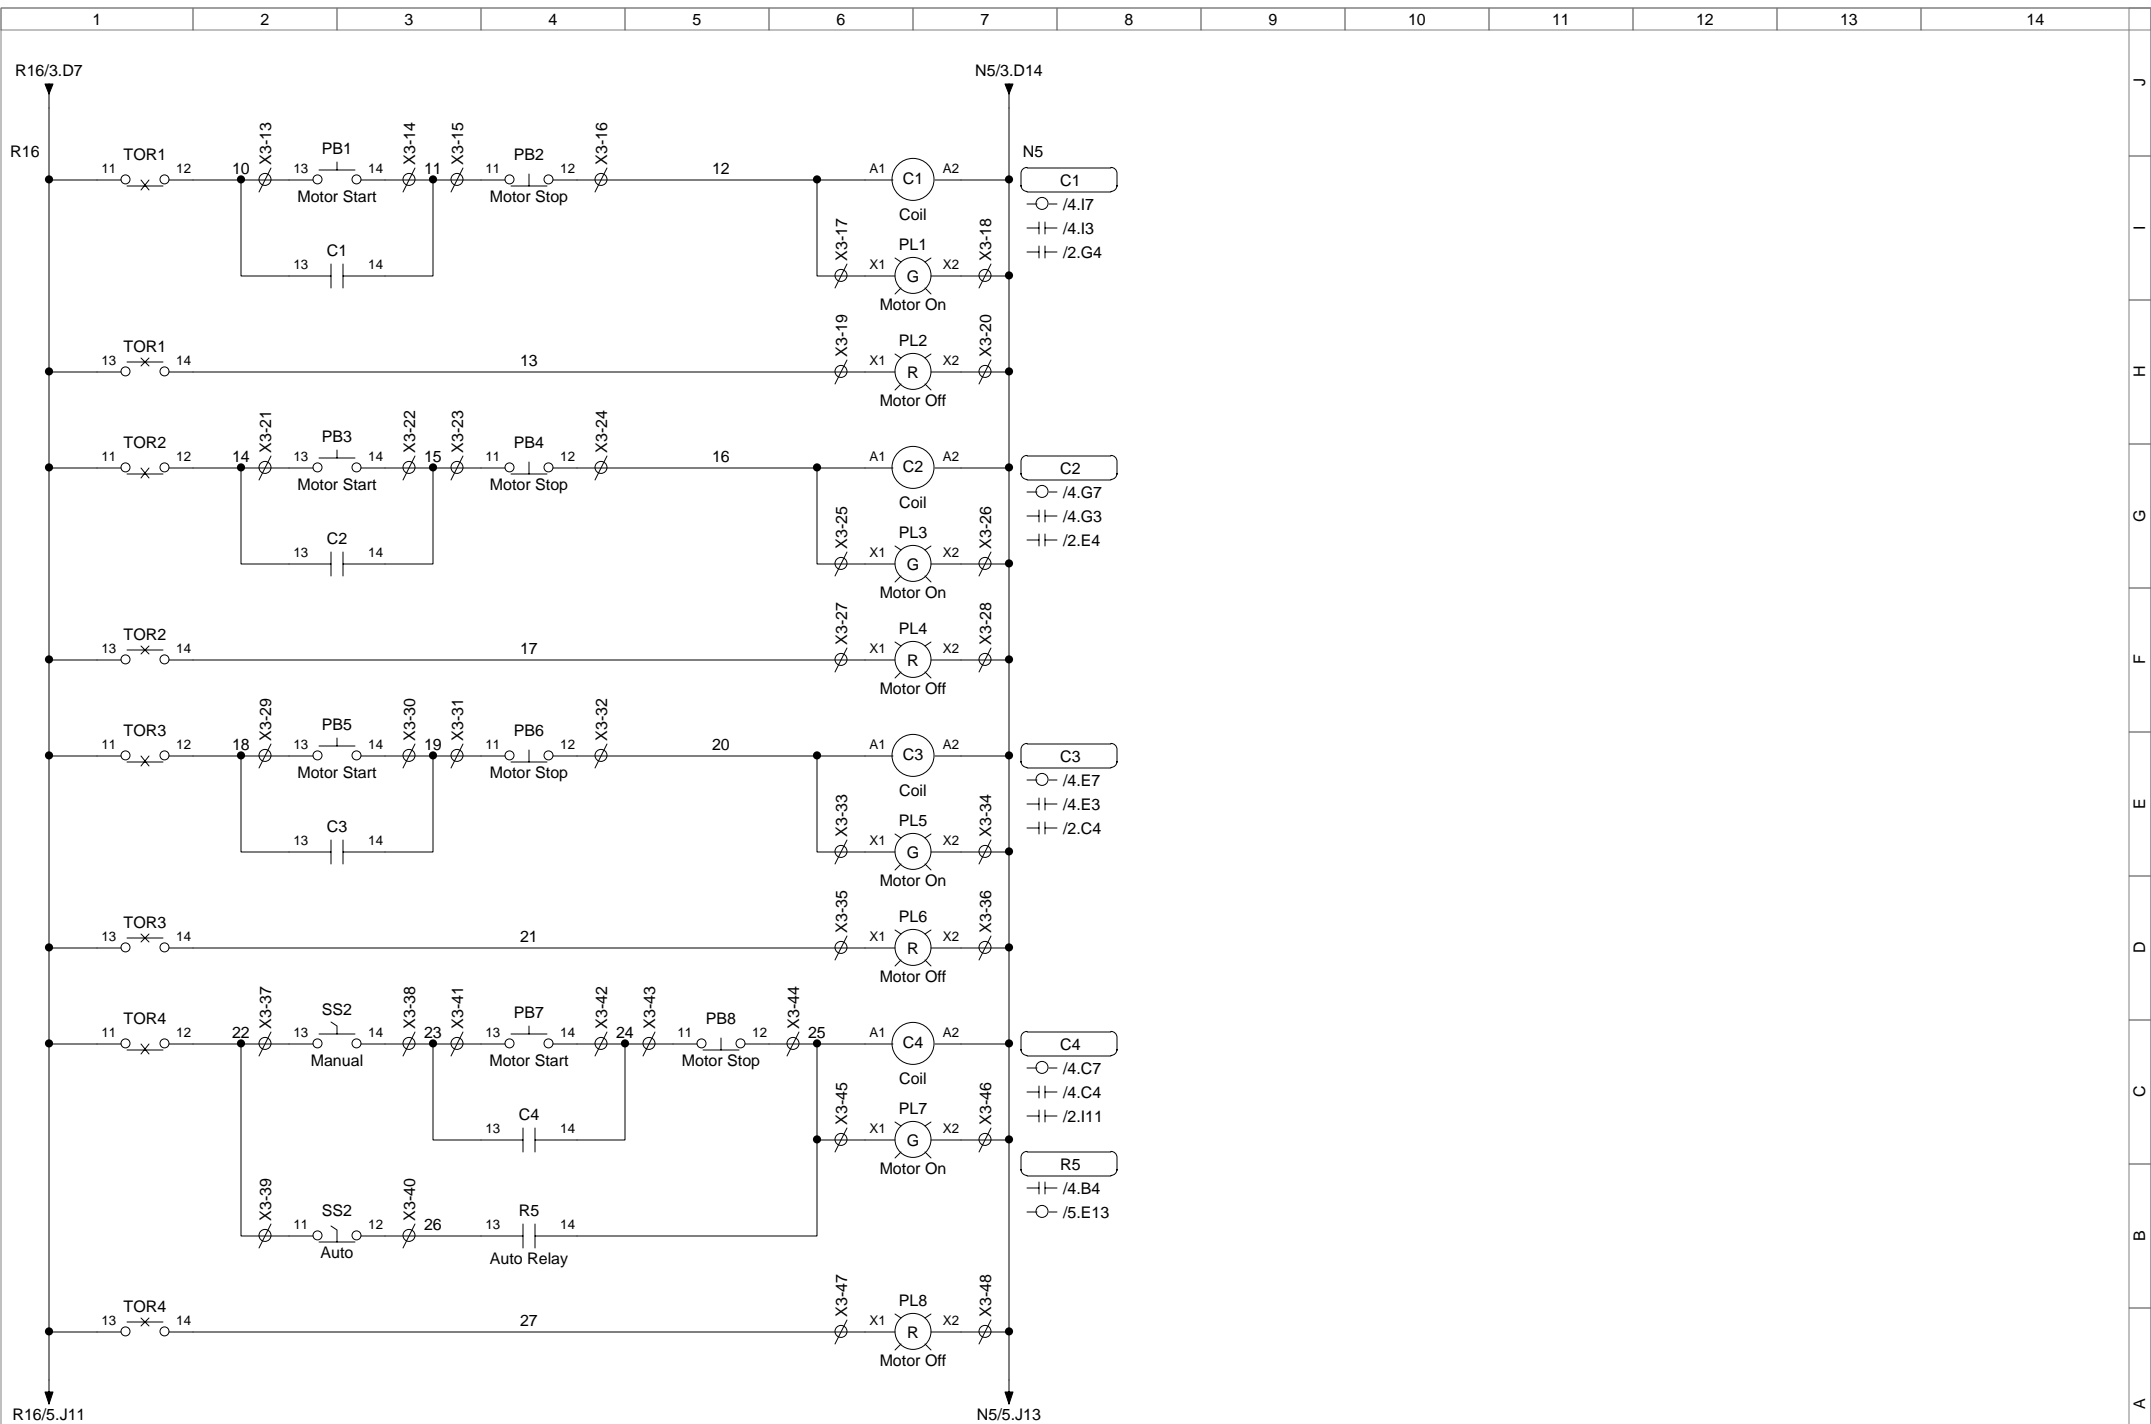 1 2 3 4 5 6 7 8 9 10 11 12 13 14
R16/3.D7 N5/3.D14
J
R16 N5
TOR1 X3-13 PB1 X3-14 X3-15 PB2 X3-16
11 12 10 13 14 11 11 12 12 A1 C1 A2 C1
Motor Start Motor Stop Coil
/4.I7
/4.I3
/2.G4
I
C1 X3-17 PL1 X3-18
13 14 X1 G X2
Motor On
TOR1 X3-19 PL2 X3-20
13 14 13 X1 R X2
Motor Off
H
TOR2 X3-21 PB3 X3-22 X3-23 PB4 X3-24
11 12 14 13 14 15 11 12 16 A1 C2 A2 C2
Motor Start Motor Stop Coil
/4.G7
/4.G3
/2.E4
G
C2 X3-25 PL3 X3-26
13 14 X1 G X2
Motor On
TOR2 X3-27 PL4 X3-28
13 14 17 X1 R X2
Motor Off
F
TOR3 X3-29 PB5 X3-30 X3-31 PB6 X3-32
11 12 18 13 14 19 11 12 20 A1 C3 A2 C3
Motor Start Motor Stop Coil
/4.E7
/4.E3
/2.C4
E
C3 X3-33 PL5 X3-34
13 14 X1 G X2
Motor On
TOR3 X3-35 PL6 X3-36
13 14 21 X1 R X2
Motor Off
D
TOR4 X3-37 SS2 X3-38 X3-41 PB7 X3-42 X3-43 PB8 X3-44
11 12 22 13 14 23 13 14 24 11 12 25 A1 C4 A2 C4
Manual Motor Start Motor Stop Coil
/4.C7
/4.C4
/2.I11
C
C4 X3-45 PL7 X3-46
13 14 X1 G X2
Motor On
R5
/4.B4
/5.E13
X3-39 SS2 X3-40 R5
11 12 26 13 14
Auto Auto Relay
B
TOR4 X3-47 PL8 X3-48
13 14 27 X1 R X2
Motor Off
A
R16/5.J11 N5/5.J13